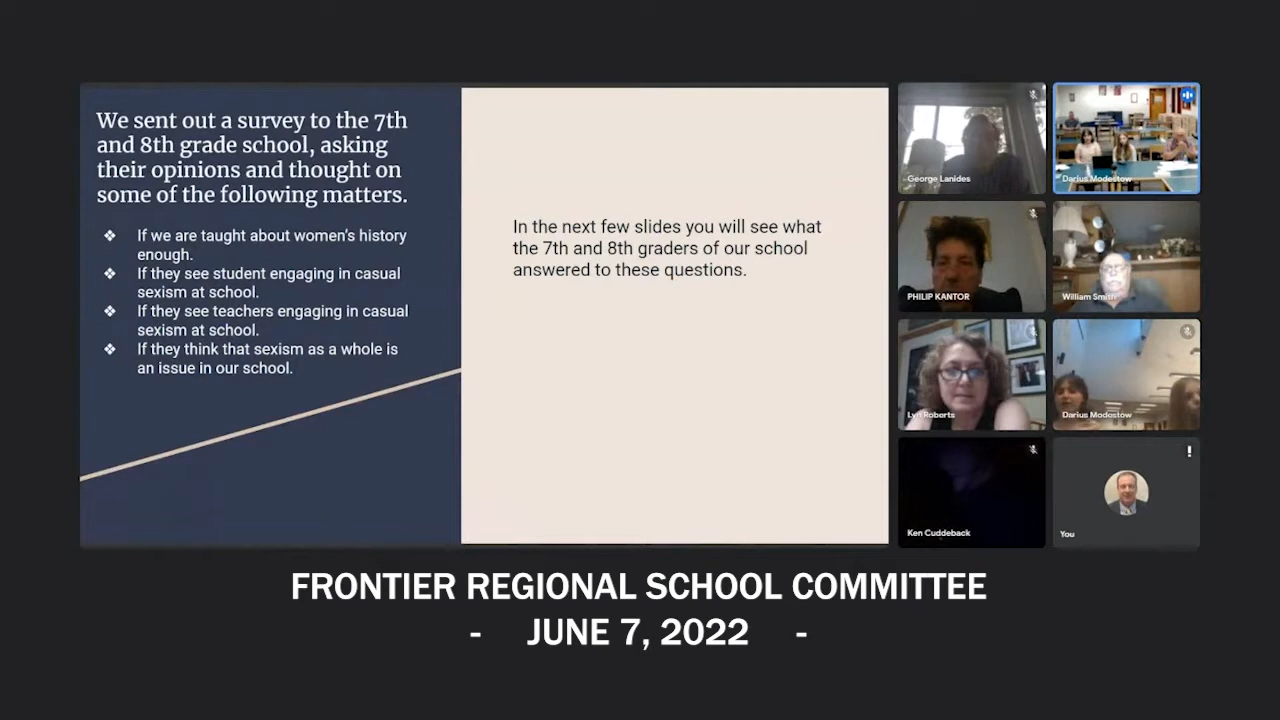 We sent out a survey to the 7th
and 8th grade school, asking
their opinions and thought on
some of the following matters.
❖ If we are taught about women's history
enough.
❖ If they see student engaging in casual
sexism at school.
❖ If they see teachers engaging in casual
sexism at school.
❖ If they think that sexism as a whole is
an issue in our school.
In the next few slides you will see what
the 7th and 8th graders of our school
answered to these questions.
George Lanides
Darius Modestow
PHILIP KANTOR
William Smith
Lyn Roberts
Darius Modestow
Ken Cuddeback
You
FRONTIER REGIONAL SCHOOL COMMITTEE
- JUNE 7, 2022 -